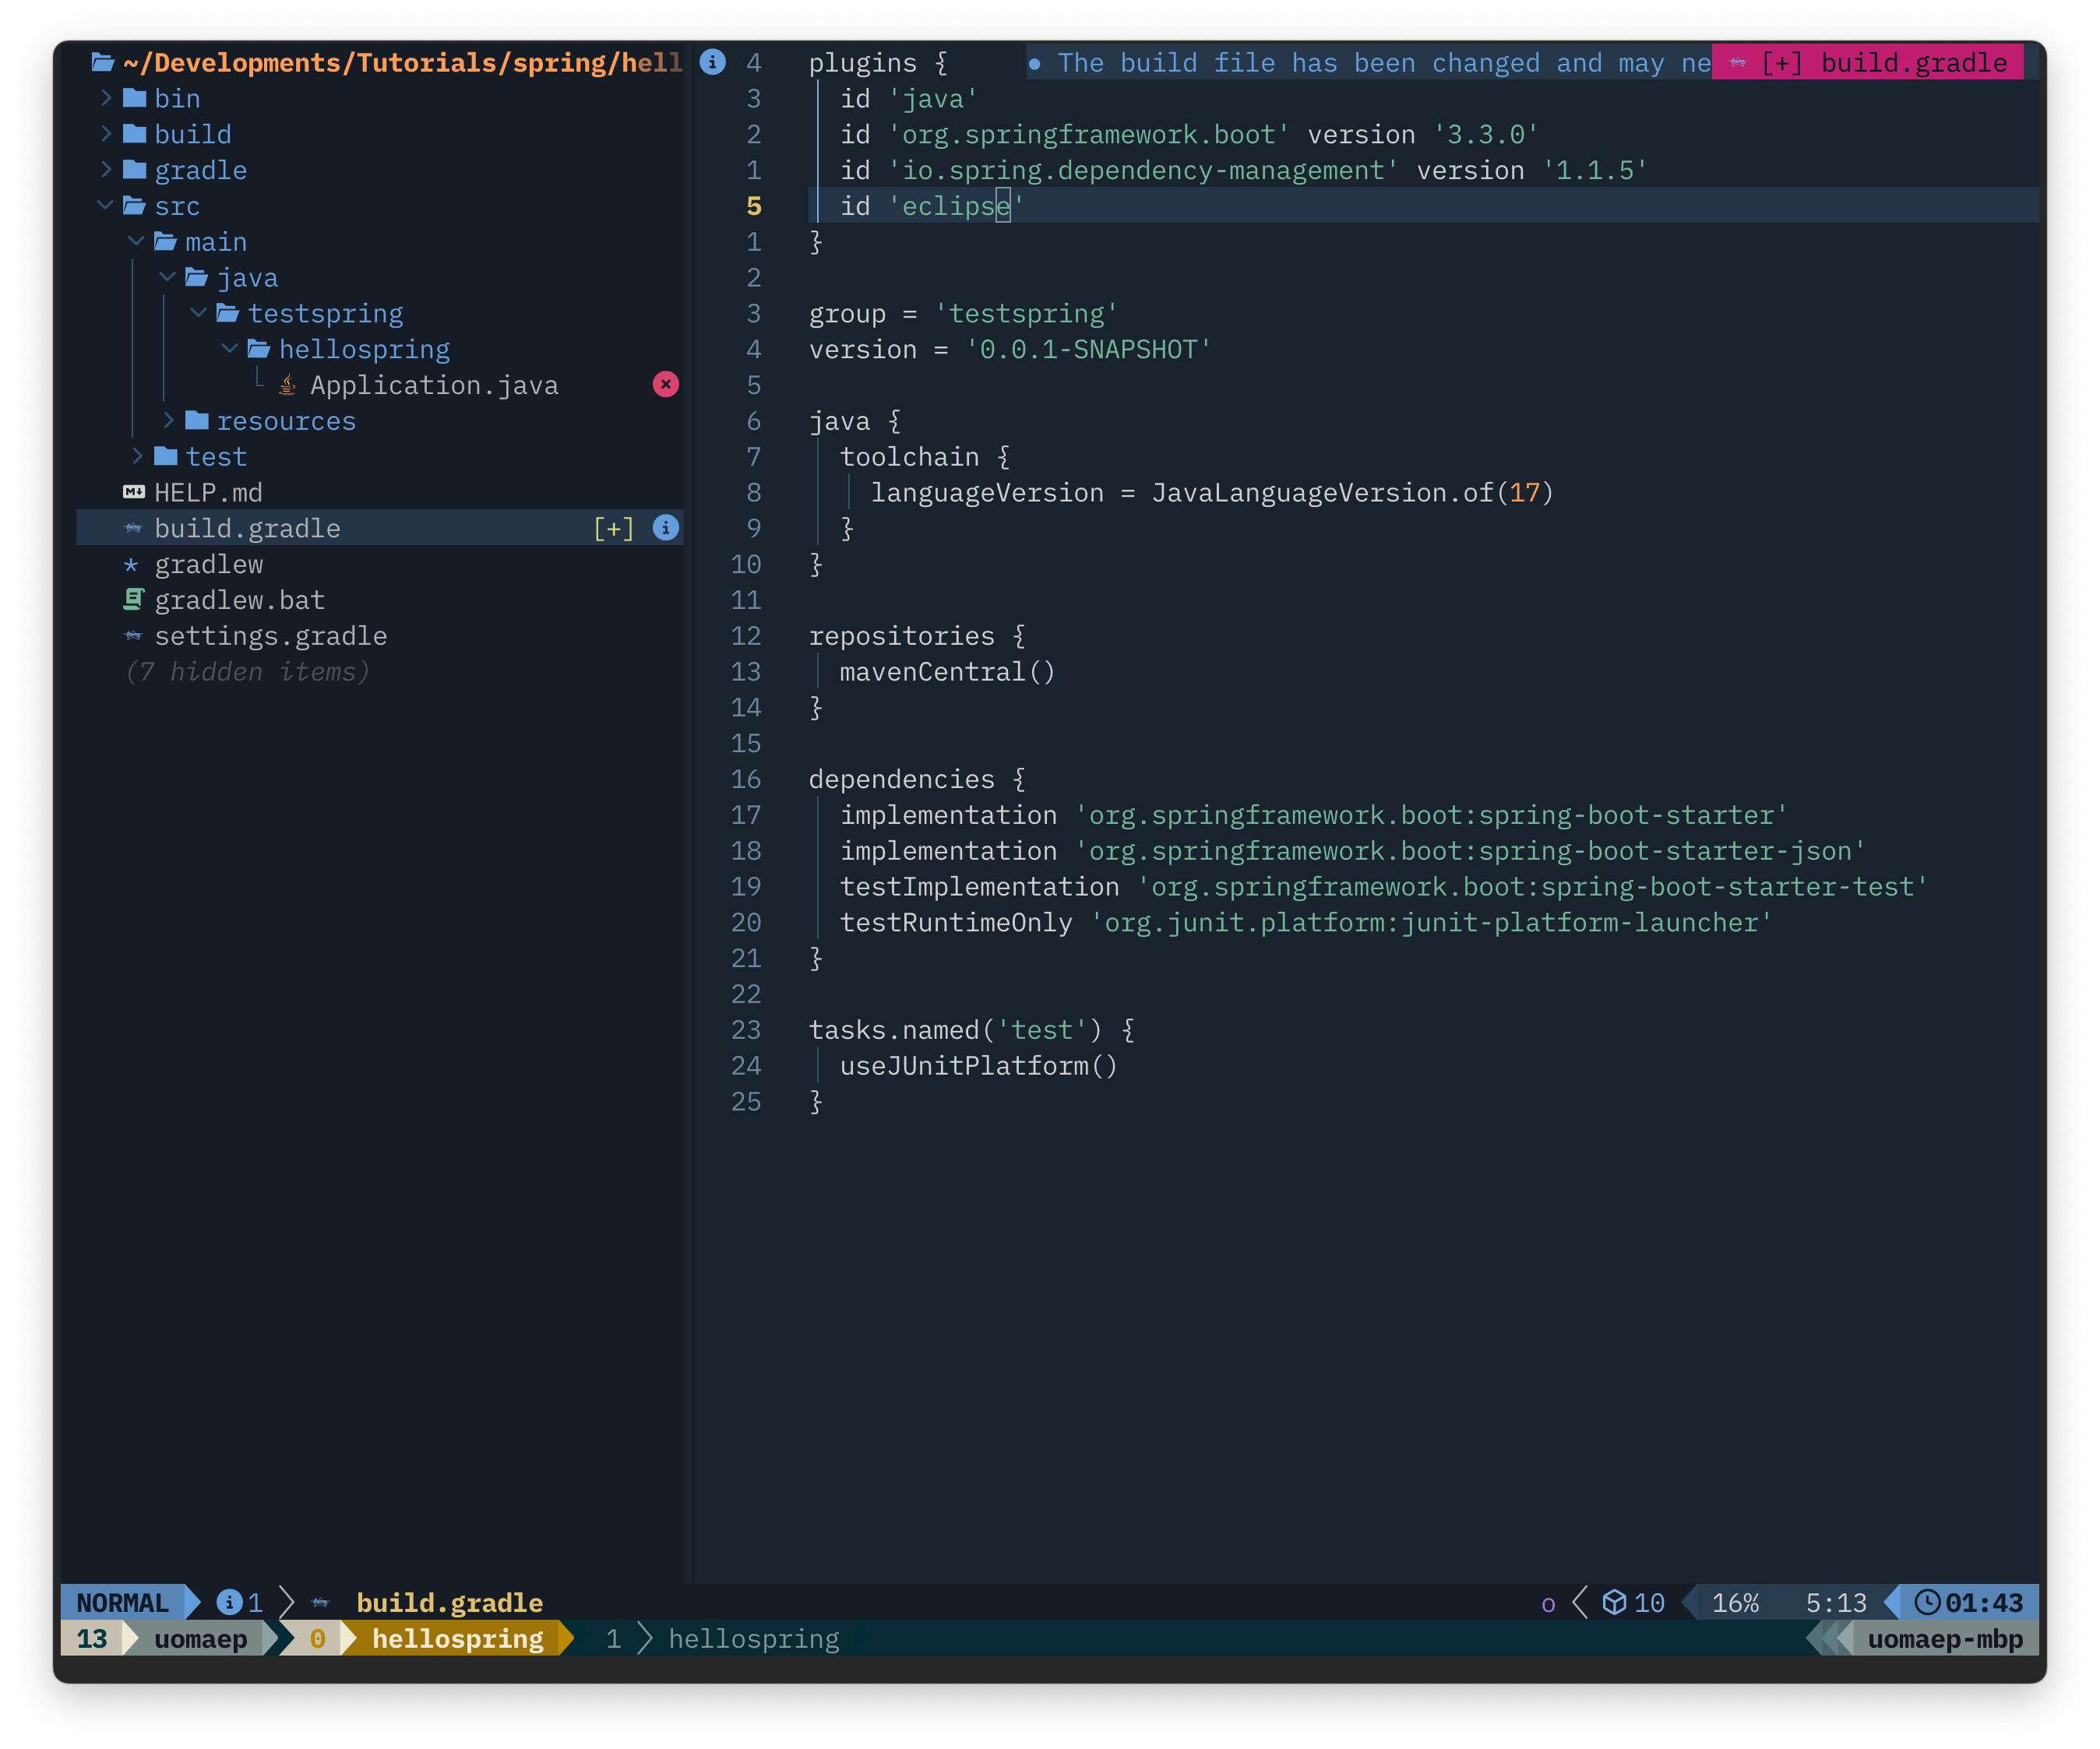 ~/Developments/Tutorials/spring/hell
bin
build
gradle
src
main
java
testspring
hellospring
Application.java
resources
test
HELP.md
build.gradle [+]
gradlew
gradlew.bat
settings.gradle
(7 hidden items)
4 plugins { ● The build file has been changed and may ne [+] build.gradle
3 id 'java'
2 id 'org.springframework.boot' version '3.3.0'
1 id 'io.spring.dependency-management' version '1.1.5'
5 id 'eclipse'
1 }
2
3 group = 'testspring'
4 version = '0.0.1-SNAPSHOT'
5
6 java {
7 toolchain {
8 languageVersion = JavaLanguageVersion.of(17)
9 }
10 }
11
12 repositories {
13 mavenCentral()
14 }
15
16 dependencies {
17 implementation 'org.springframework.boot:spring-boot-starter'
18 implementation 'org.springframework.boot:spring-boot-starter-json'
19 testImplementation 'org.springframework.boot:spring-boot-starter-test'
20 testRuntimeOnly 'org.junit.platform:junit-platform-launcher'
21 }
22
23 tasks.named('test') {
24 useJUnitPlatform()
25 }
NORMAL 1 build.gradle o 10 16% 5:13 01:43
13 uomaep 0 hellospring 1 hellospring uomaep-mbp